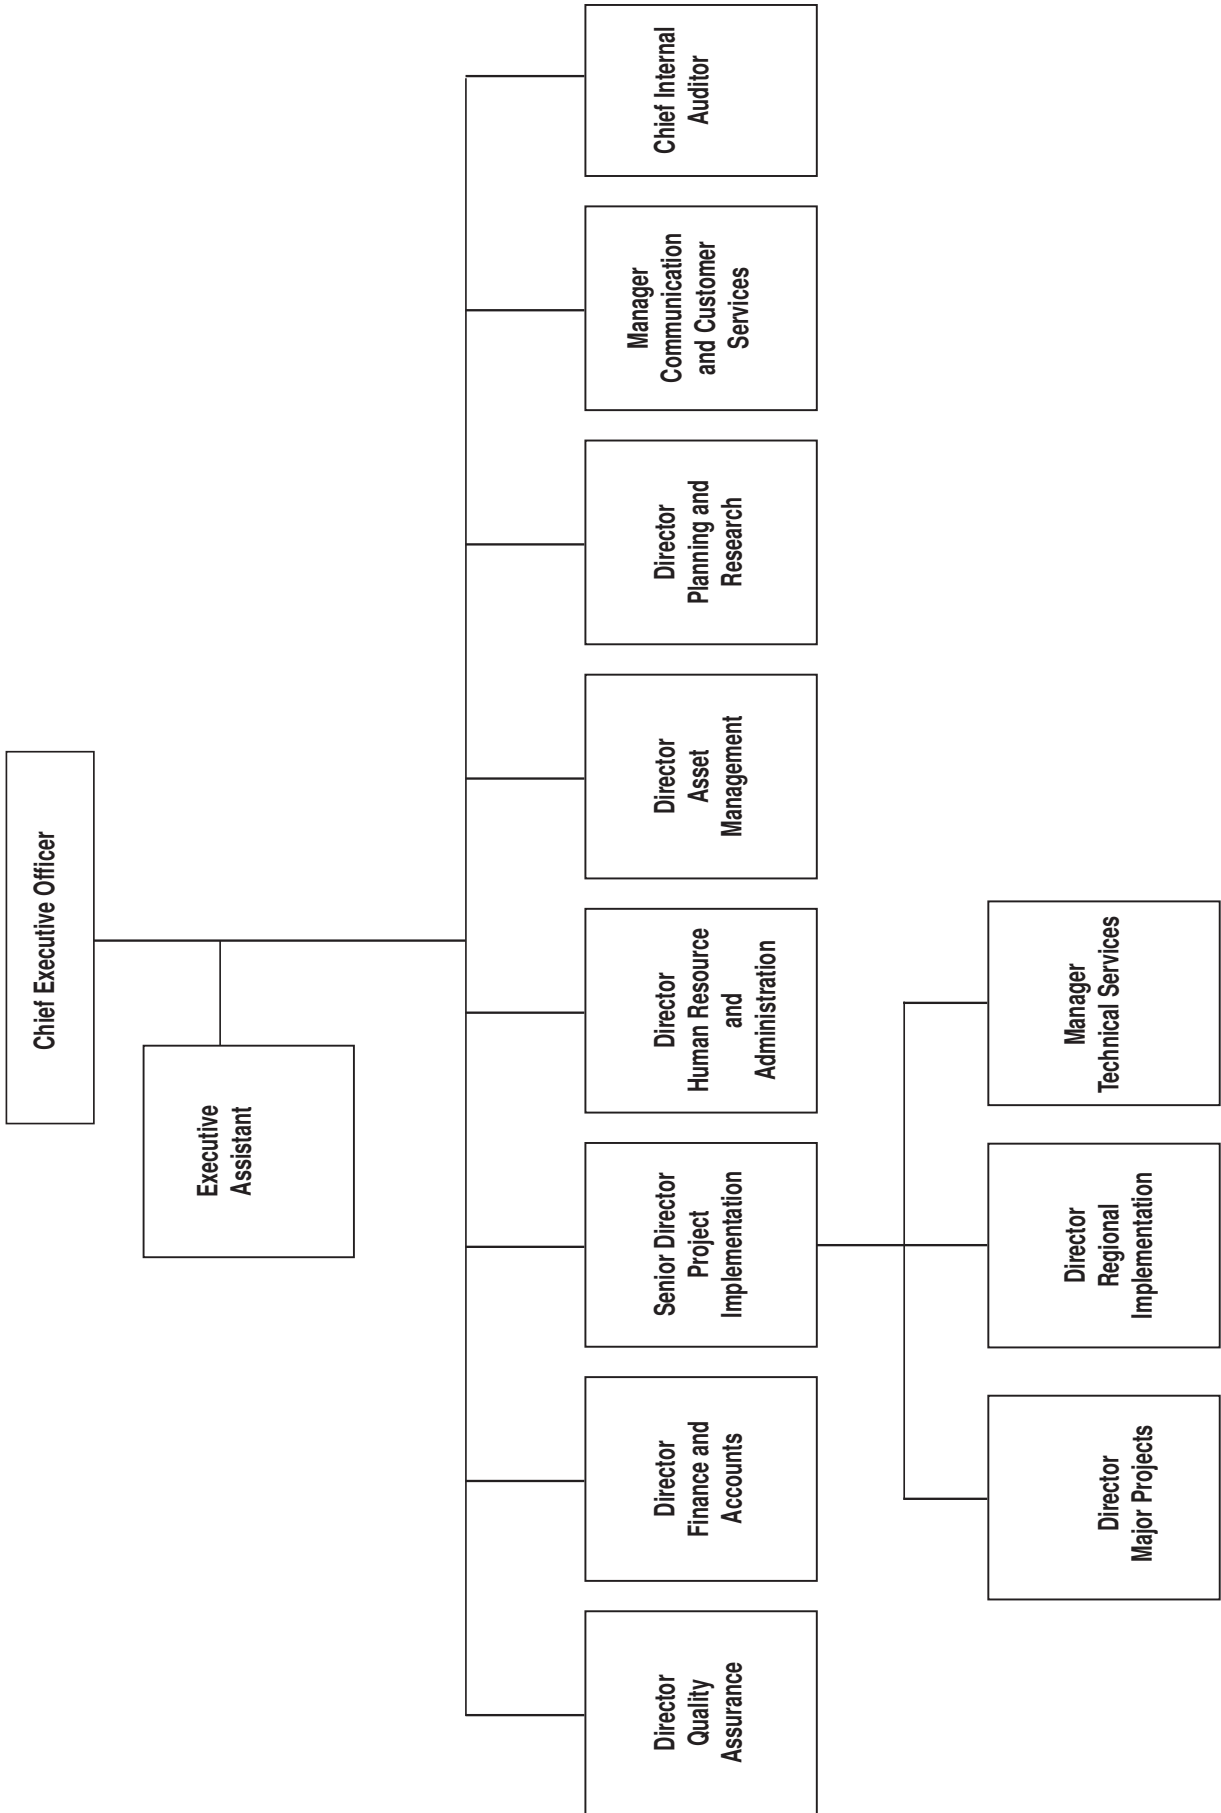 Chief Executive Officer
Executive
Assistant
Director
Quality
Assurance
Director
Finance and
Accounts
Senior Director
Project
Implementation
Director
Human Resource
and
Administration
Director
Asset
Management
Director
Planning and
Research
Manager
Communication
and Customer
Services
Chief Internal
Auditor
Director
Major Projects
Director
Regional
Implementation
Manager
Technical Services